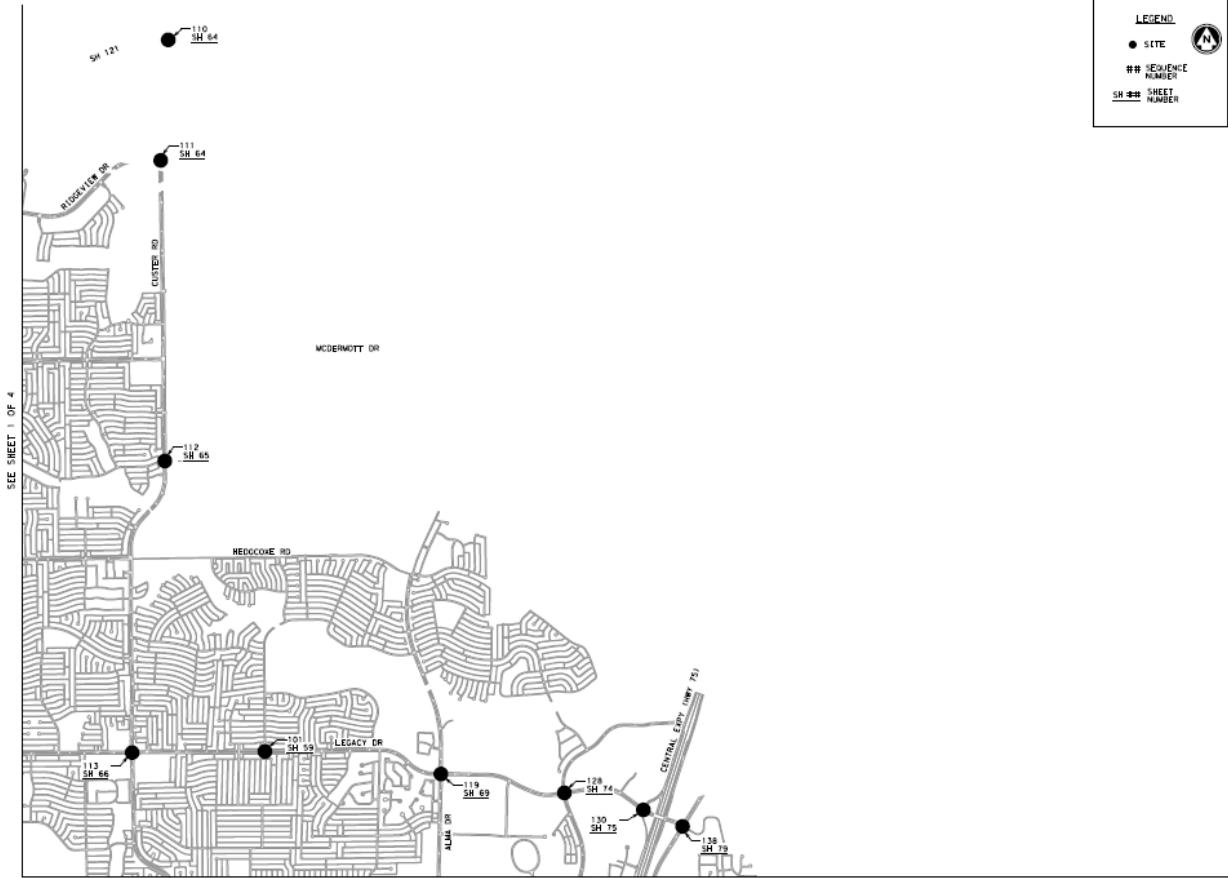 LEGEND
N
SITE
## SEQUENCE
NUMBER
SH ## SHEET
NUMBER
110
SH 64
SH 121
111
SH 64
RIDGEVIEW DR
CUSTER RD
MCDERMOTT DR
SEE SHEET 1 OF 4
112
SH 65
HEDGCOXE RD
CENTRAL EXPY (HWY 75)
101
SH 59
LEGACY DR
113
SH 66
119
SH 69
128
SH 74
ALMA DR
130
SH 75
138
SH 79